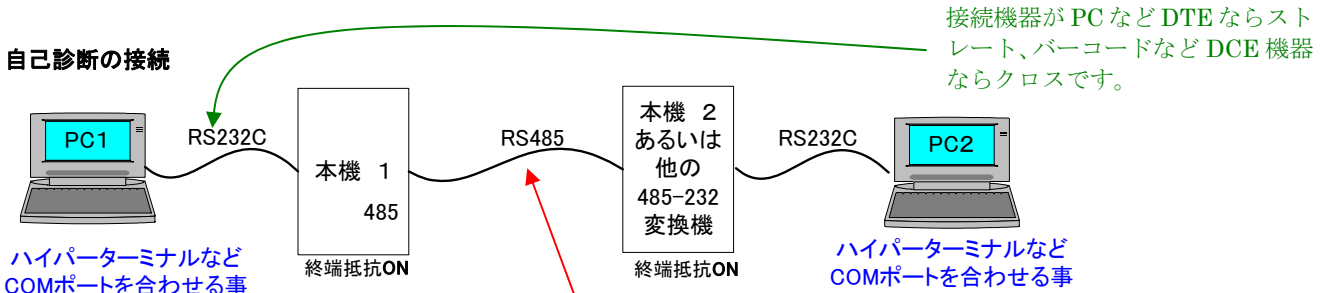 接続機器が PC など DTE ならスト
レート、バーコードなど DCE 機器
ならクロスです。
自己診断の接続
PC1
RS232C
本機 1
485
終端抵抗ON
RS485
本機 2
あるいは
他の
485-232
変換機
終端抵抗ON
RS232C
PC2
ハイパーターミナルなど
COMポートを合わせる事
ハイパーターミナルなど
COMポートを合わせる事